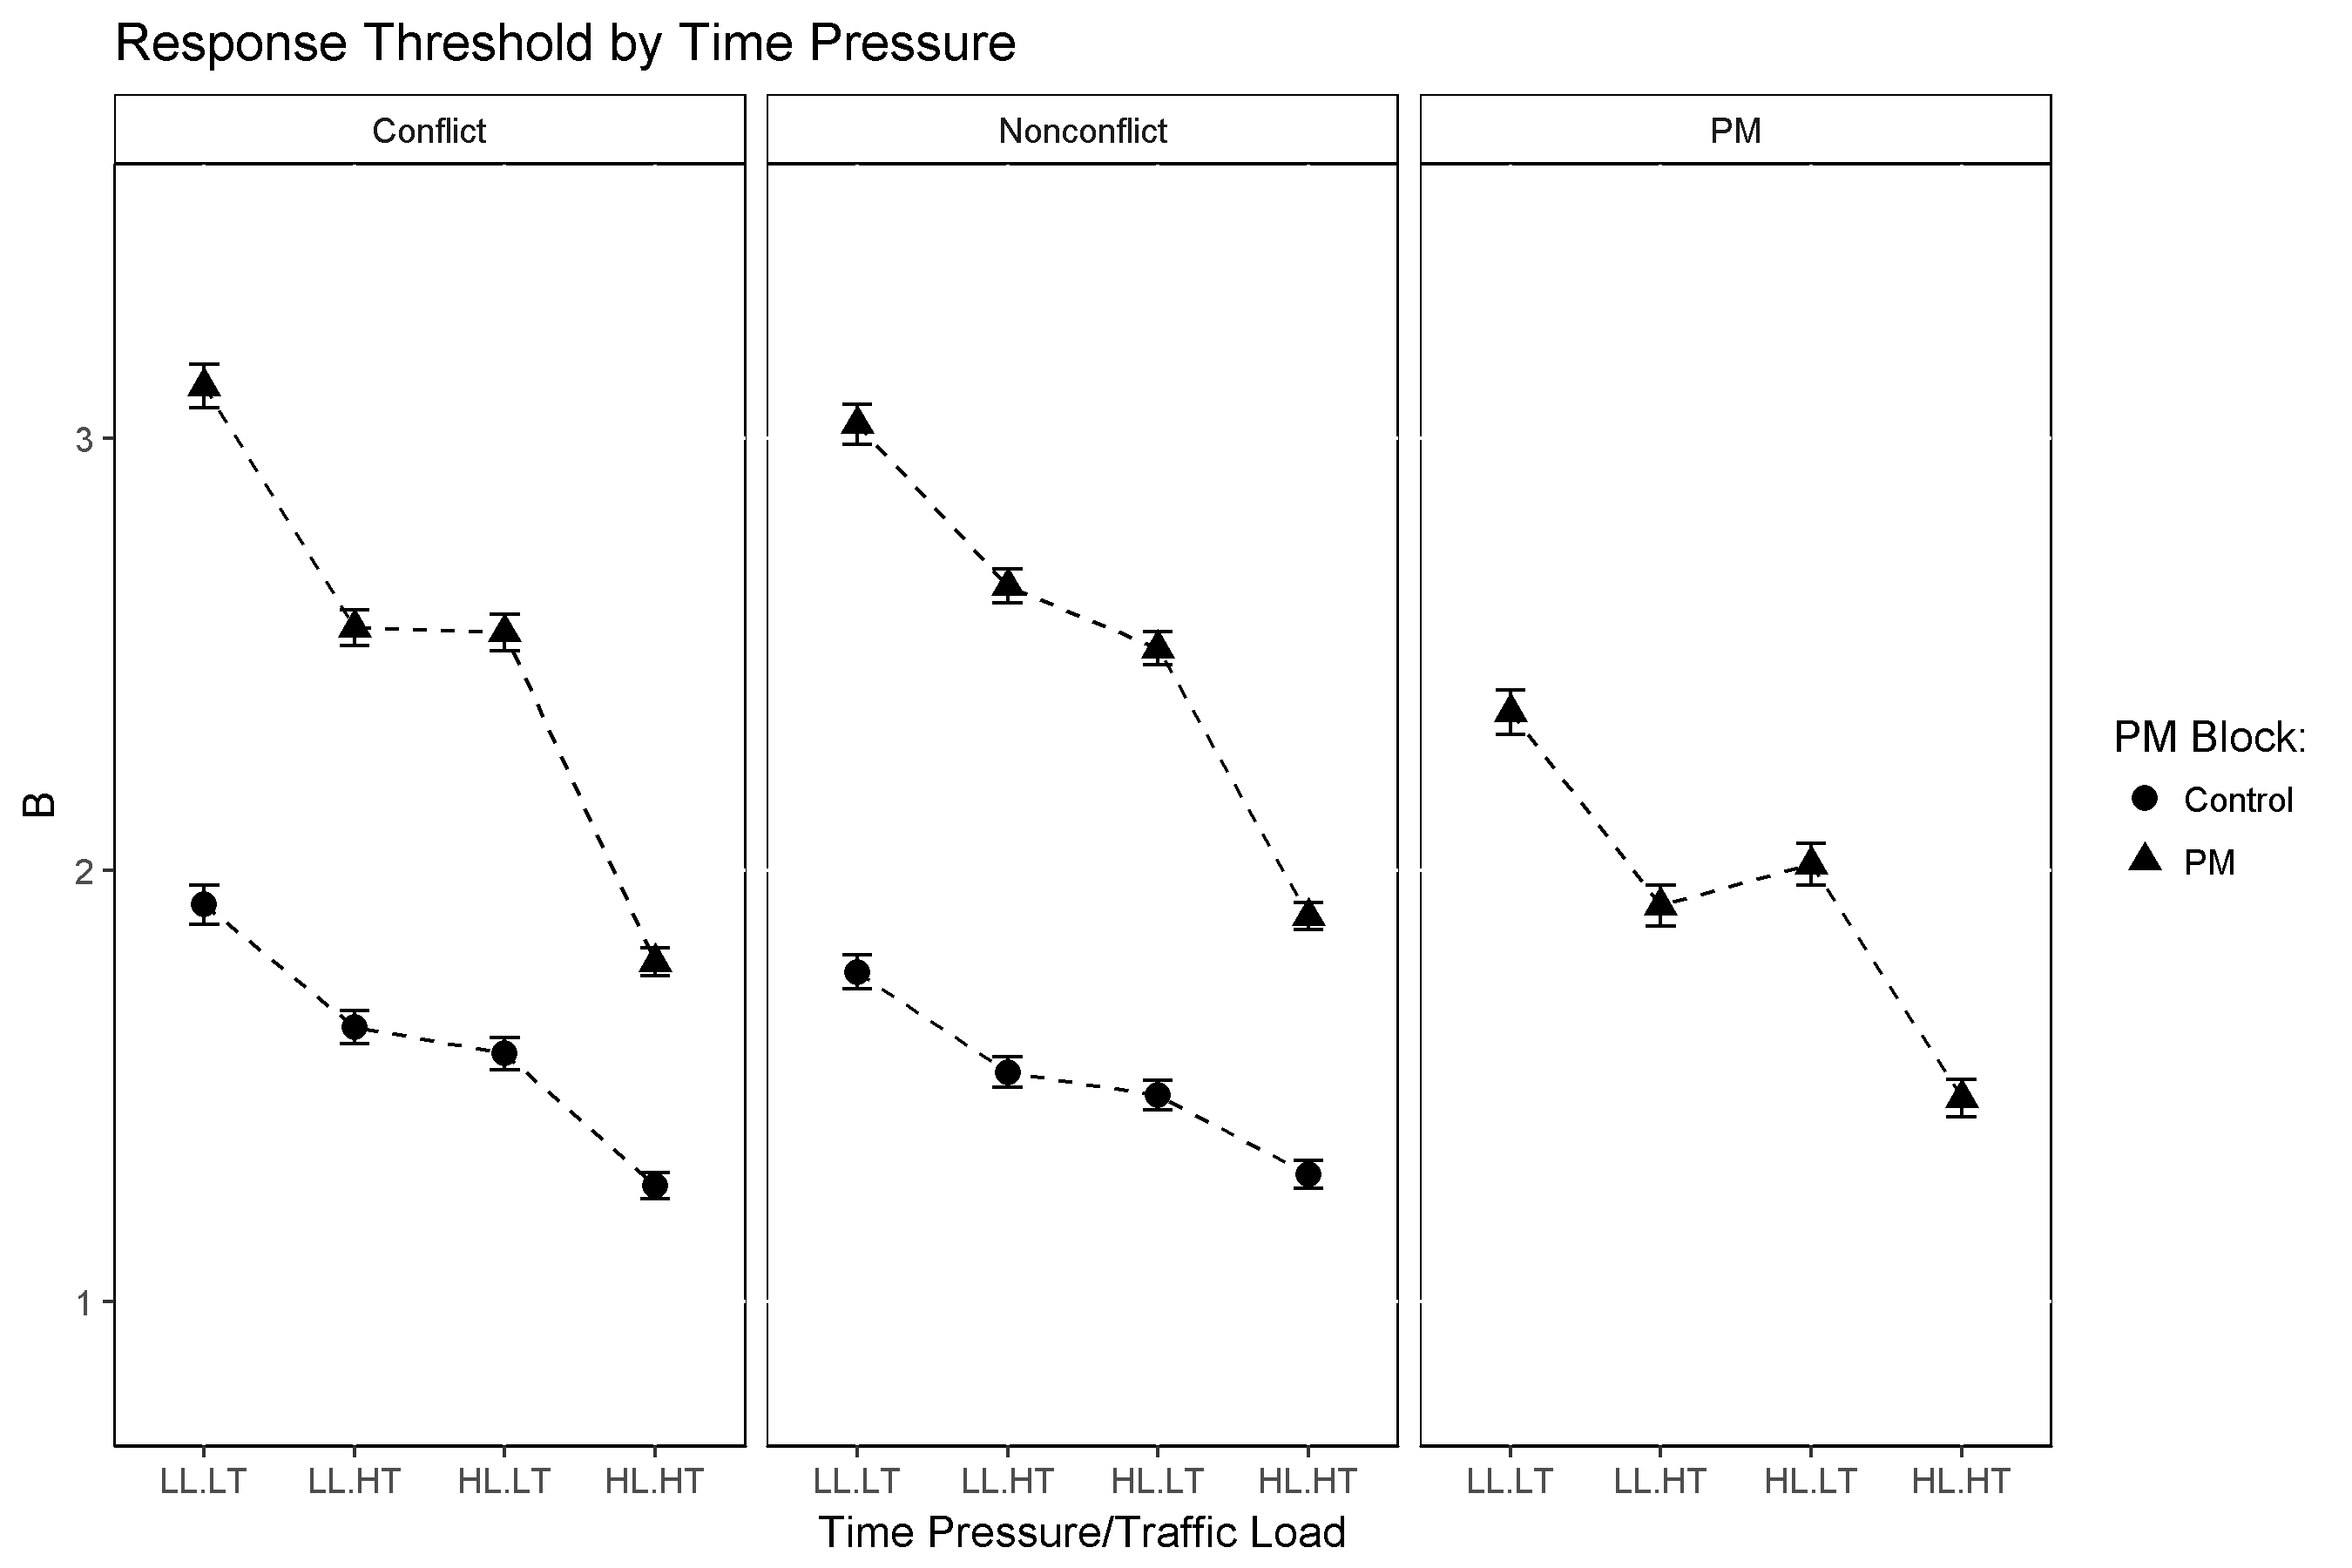 Response Threshold by Time Pressure
Conflict
Nonconflict
PM
B
3
2
1
LL.LT LL.HT HL.LT HL.HT
LL.LT LL.HT HL.LT HL.HT
LL.LT LL.HT HL.LT HL.HT
Time Pressure/Traffic Load
PM Block:
Control
PM